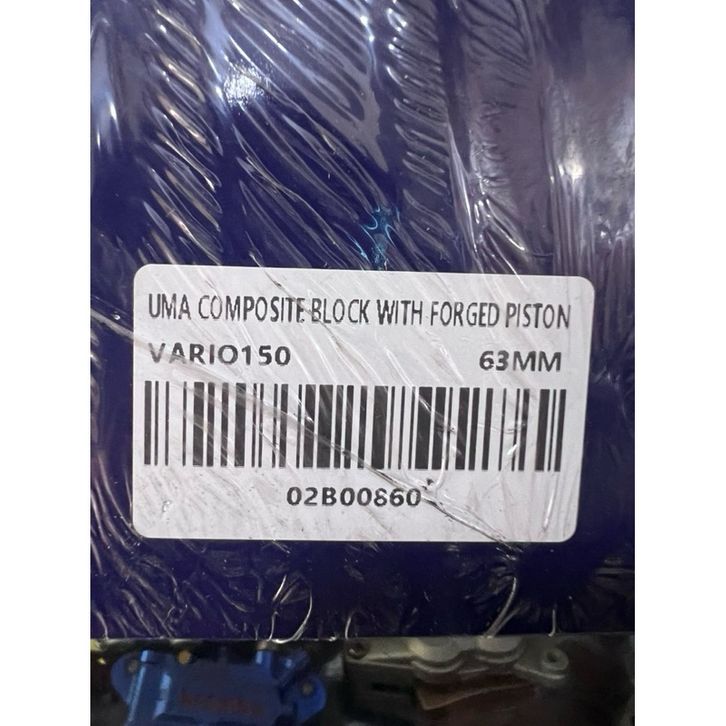 UMA COMPOSITE BLOCK WITH FORGED PISTON
VARIO150 63MM
02B00860